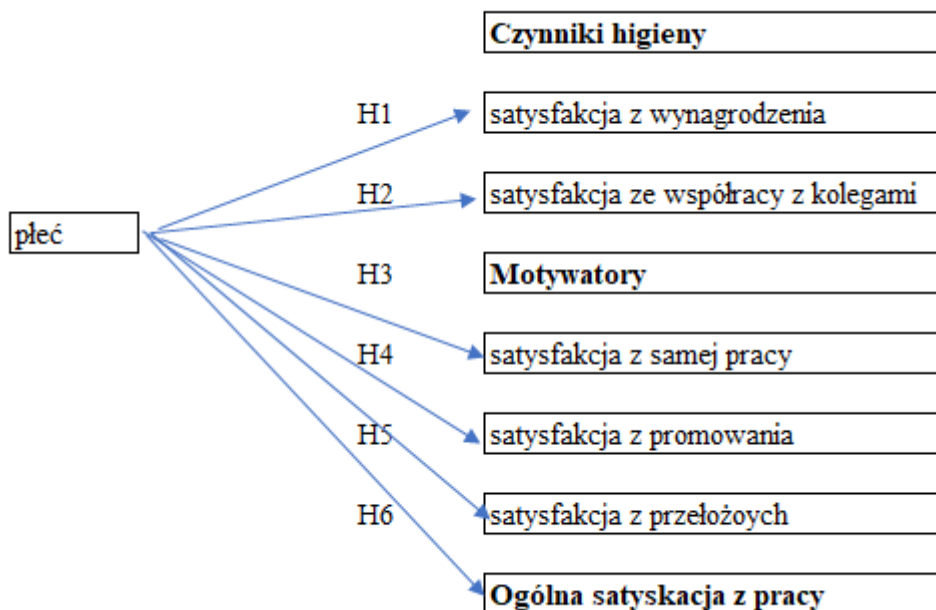 Czynniki higieny
H1
satysfakcja z wynagrodzenia
H2
satysfakcja ze współracy z kolegami
płeć
H3
Motywatory
H4
satysfakcja z samej pracy
H5
satysfakcja z promowania
H6
satysfakcja z przełożoych
Ogólna satyskacja z pracy